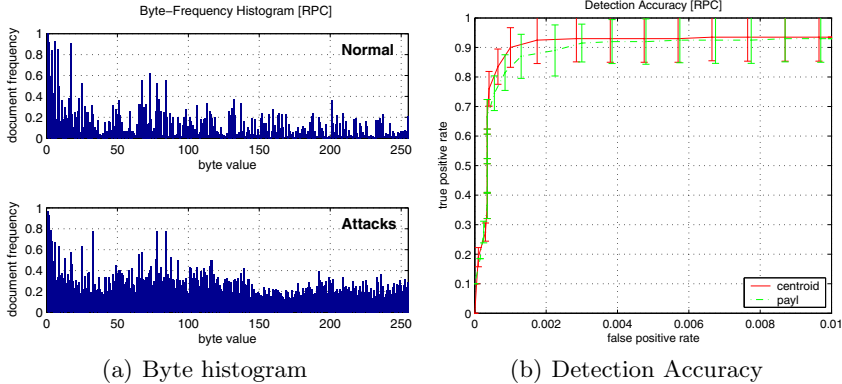 Byte−Frequency Histogram [RPC]
1
0.8
0.6
0.4
0.2
0
document frequency
Normal
0 50 100 150 200 250
byte value
1
0.8
0.6
0.4
0.2
0
document frequency
Attacks
0 50 100 150 200 250
byte value
(a) Byte histogram
Detection Accuracy [RPC]
1
0.9
0.8
0.7
0.6
0.5
0.4
0.3
0.2
0.1
0
true positive rate
centroid
payl
0 0.002 0.004 0.006 0.008 0.01
false positive rate
(b) Detection Accuracy